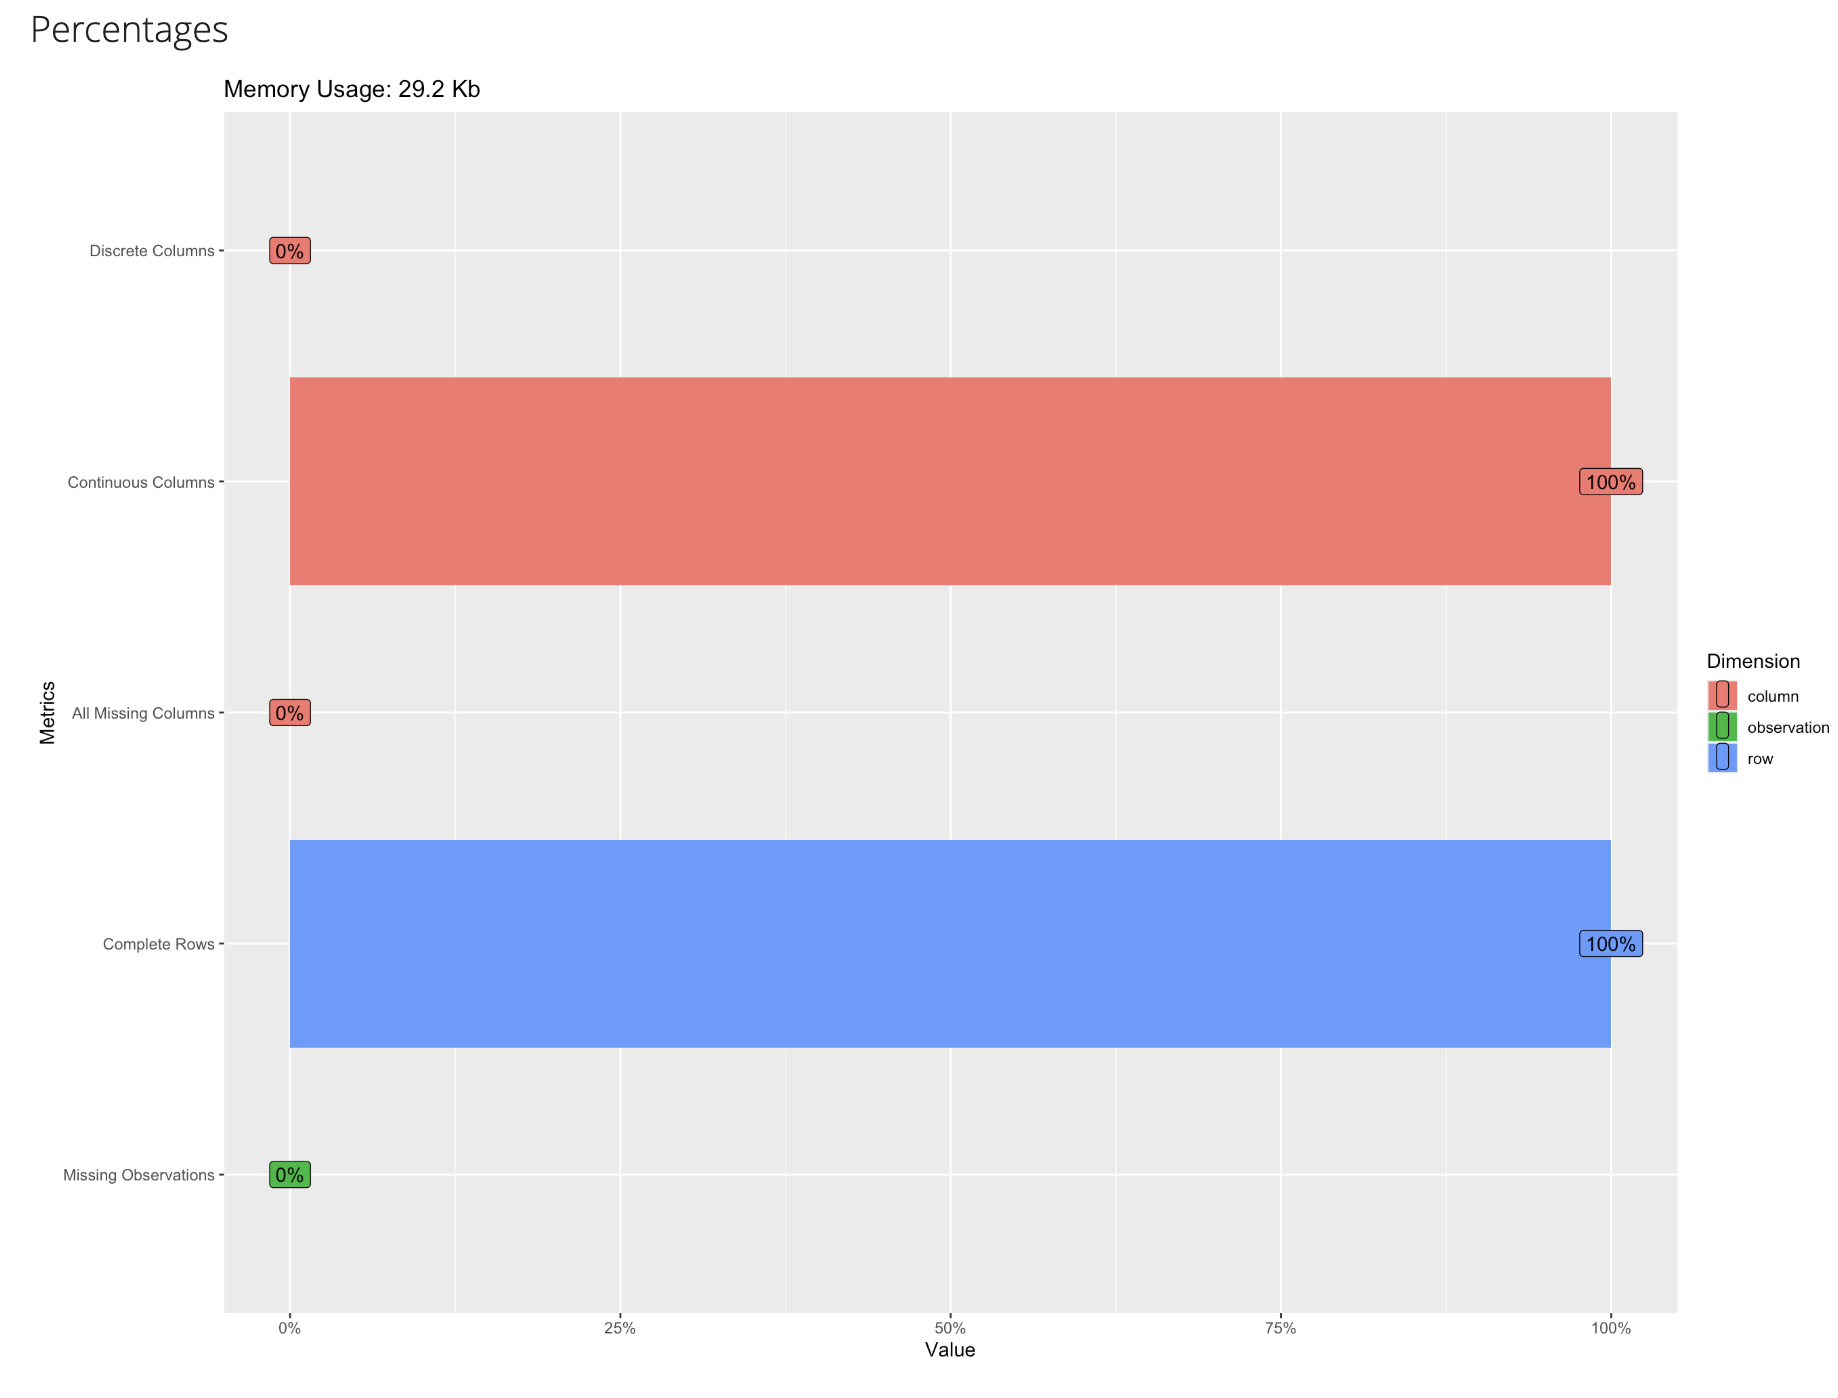 Percentages
Memory Usage: 29.2 Kb
Discrete Columns
0%
Continuous Columns
100%
All Missing Columns
0%
Complete Rows
100%
Missing Observations
0%
Metrics
0%
25%
50%
75%
100%
Value
Dimension
column
observation
row